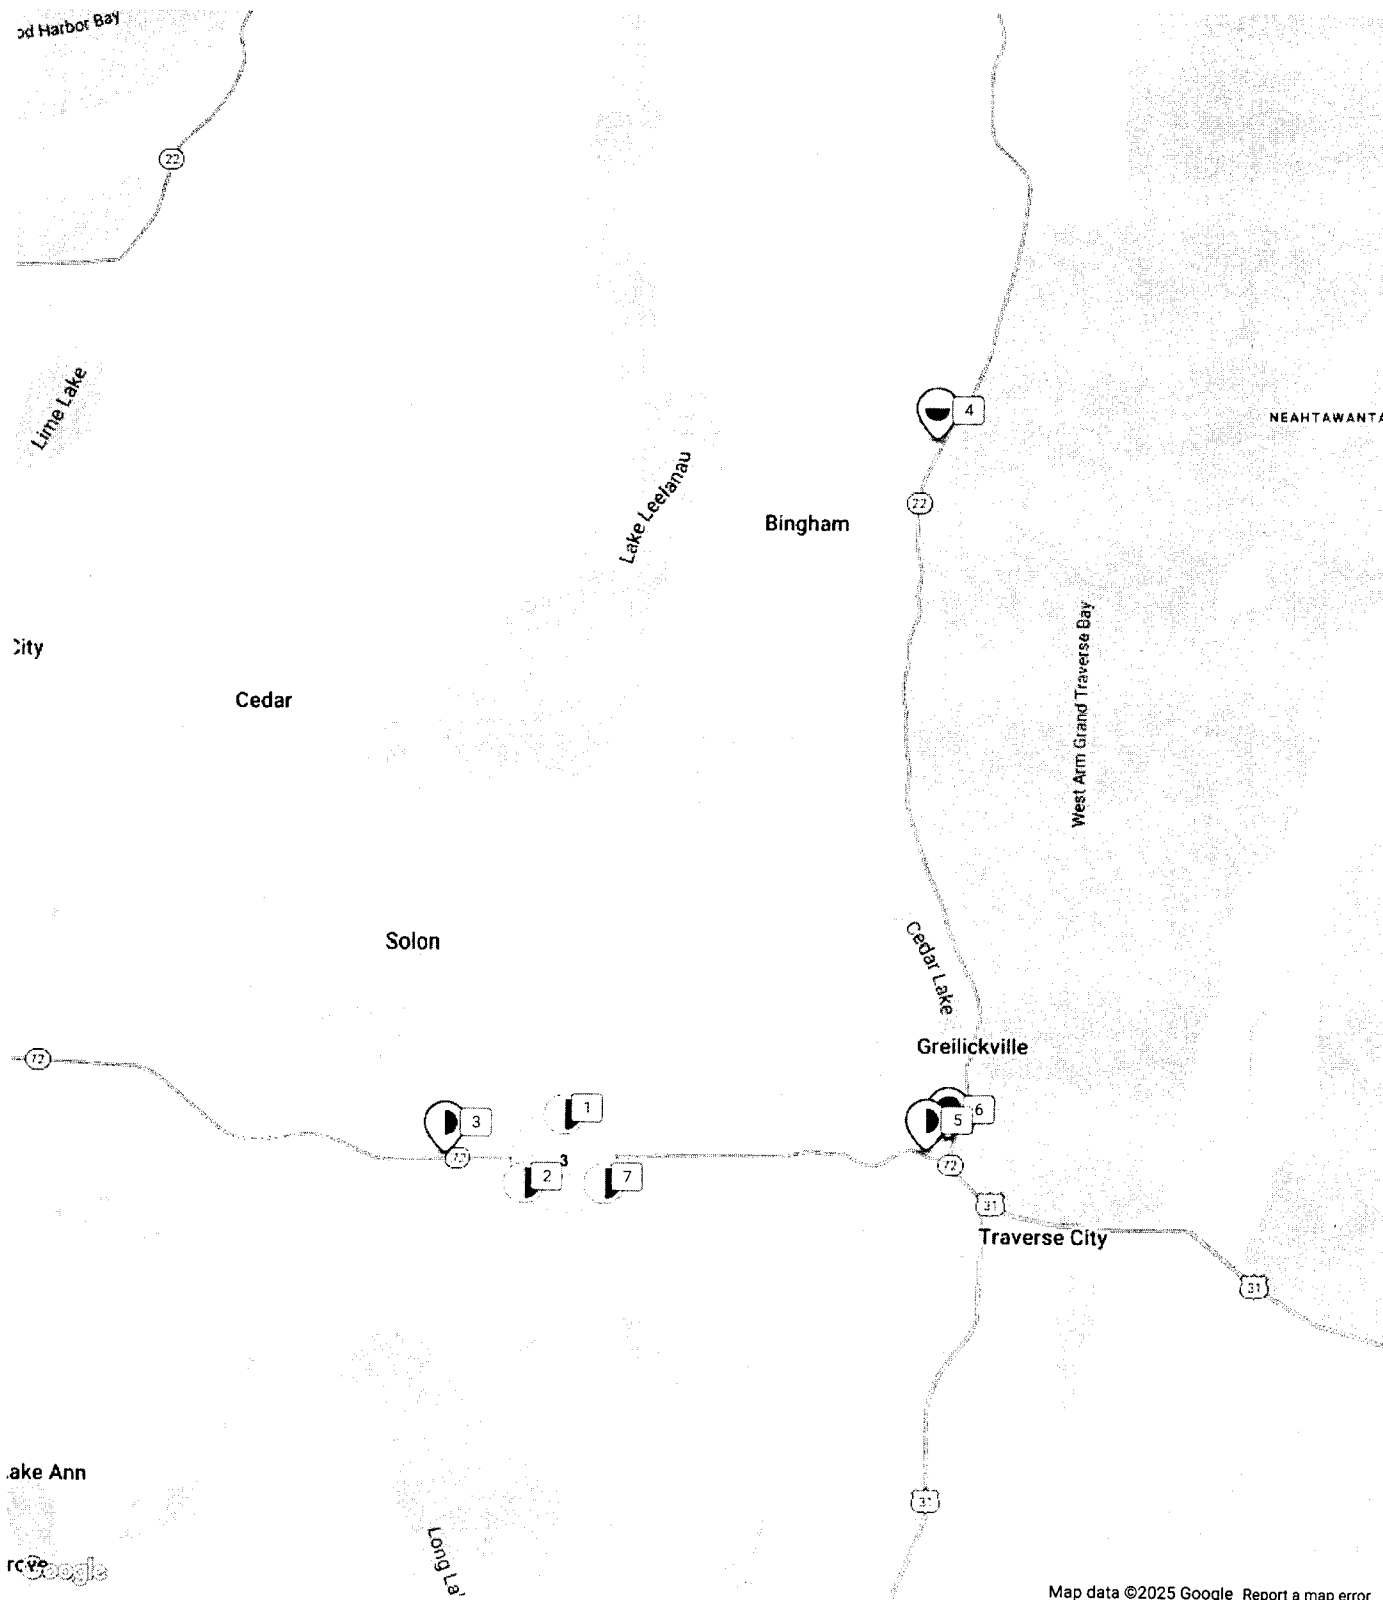 od Harbor Bay
22
Lime Lake
4
NEAHTAWANTA
Lake Leelanau
22
Bingham
West Arm Grand Traverse Bay
City
Cedar
Solon
Cedar Lake
Greilickville
72
3
1
6
5
72
3
2
7
72
31
Traverse City
31
ake Ann
31
Long La
Google
Map data ©2025 Google Report a map error